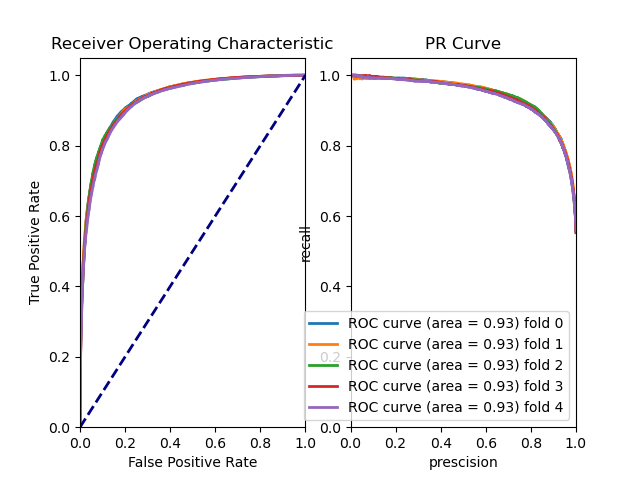 Receiver Operating Characteristic
True Positive Rate
1.0
0.8
0.6
0.4
0.2
0.0
0.0 0.2 0.4 0.6 0.8 1.0
False Positive Rate
PR Curve
recall
1.0
0.8
0.6
0.4
0.2
0.0
0.0 0.2 0.4 0.6 0.8 1.0
prescision
ROC curve (area = 0.93) fold 0
ROC curve (area = 0.93) fold 1
ROC curve (area = 0.93) fold 2
ROC curve (area = 0.93) fold 3
ROC curve (area = 0.93) fold 4